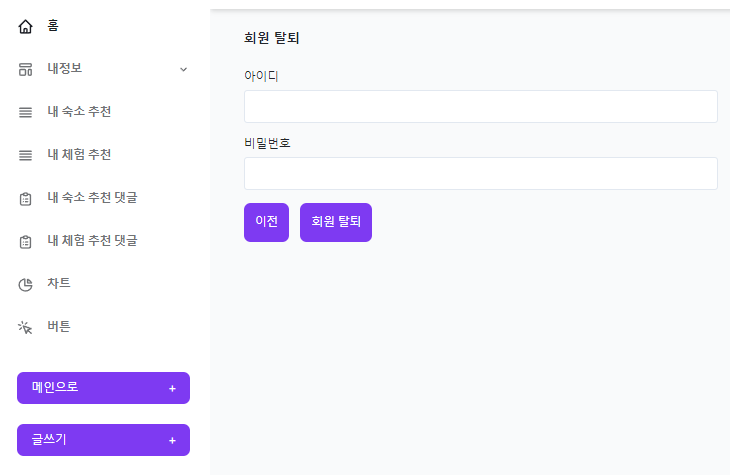 홈
내정보
내 숙소 추천
내 체험 추천
내 숙소 추천 댓글
내 체험 추천 댓글
차트
버튼
메인으로 +
글쓰기 +
회원 탈퇴
아이디
비밀번호
이전
회원 탈퇴